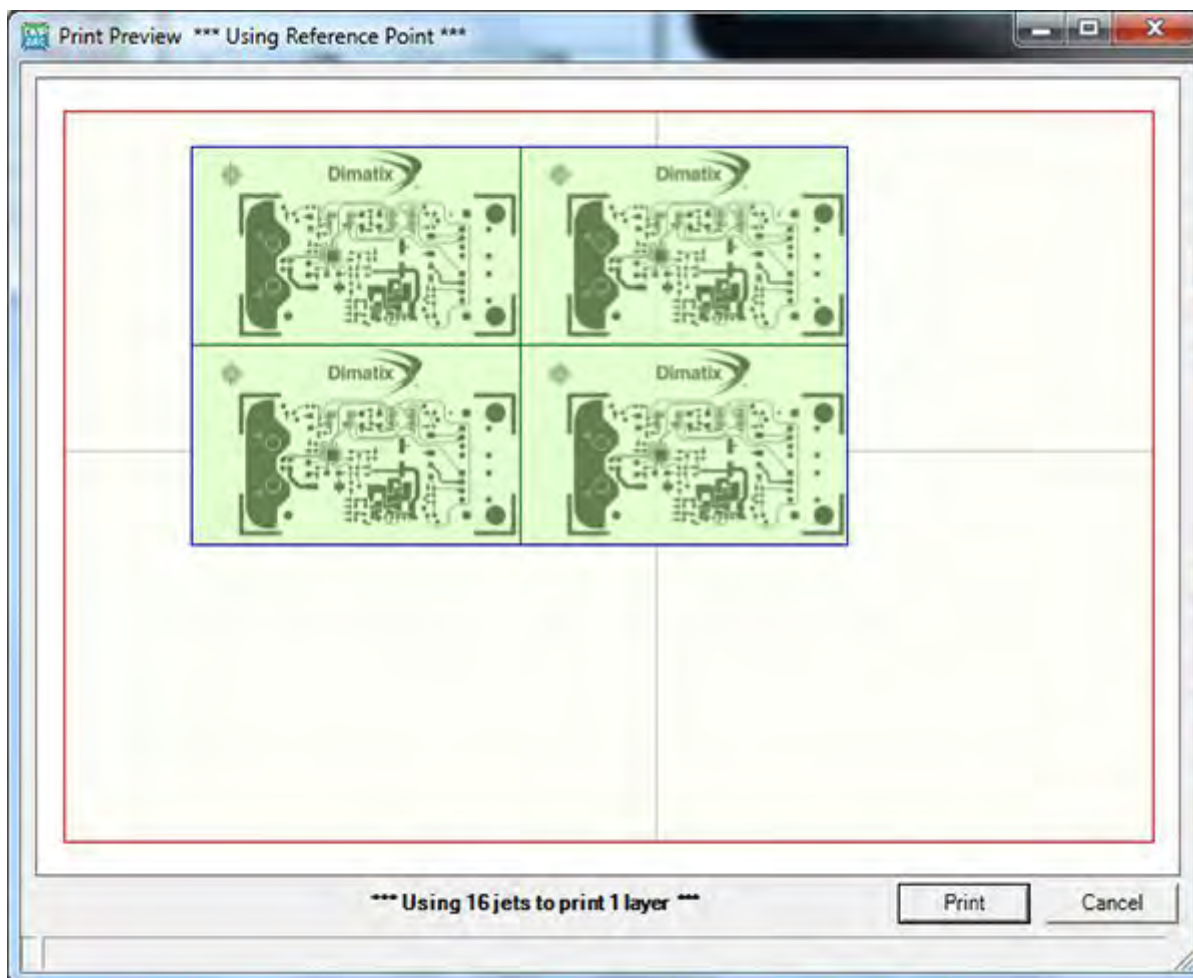 Print Preview *** Using Reference Point ***
Dimatix
Dimatix
Dimatix
Dimatix
*** Using 16 jets to print 1 layer ***
Print
Cancel